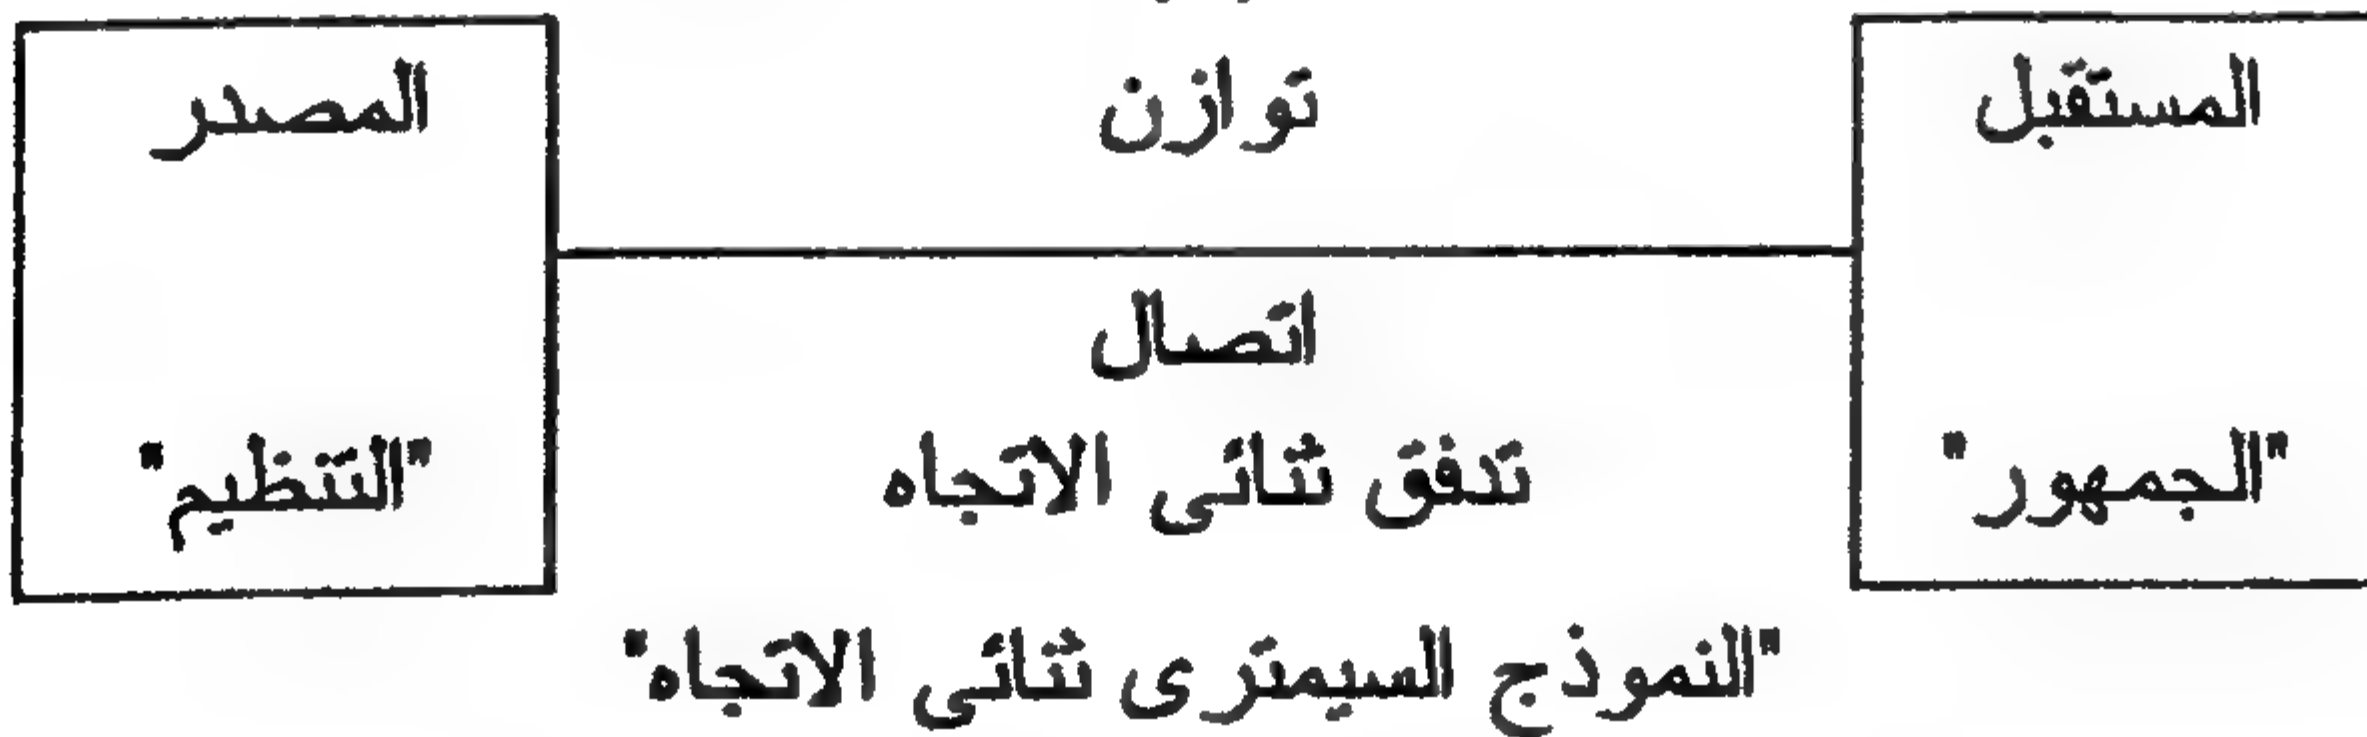 المستقبل
"الجمهور"
توازن
اتصال
تدفق ثنائى الاتجاه
المصدر
"التنظيم"
"النموذج السيمترى ثنائى الاتجاه"